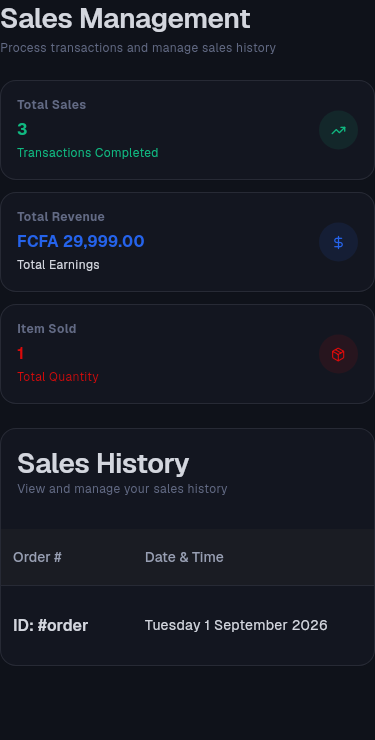 Sales Management
Process transactions and manage sales history
Total Sales
3
Transactions Completed
Total Revenue
FCFA 29,999.00
Total Earnings
Item Sold
1
Total Quantity
Sales History
View and manage your sales history
Order # Date & Time
ID: #order Tuesday 1 September 2026